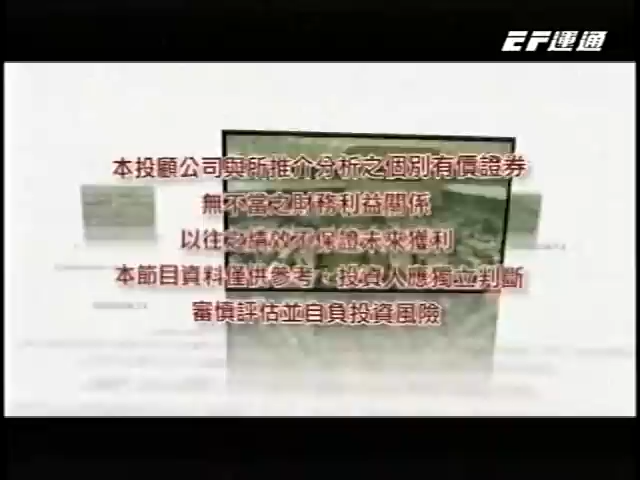 EF運通
本投顧公司與所推介分析之個別有價證券
無不當之財務利益關係
以往之績效不保證未來獲利
本節目資料僅供參考、投資人應獨立判斷
審慎評估並自負投資風險